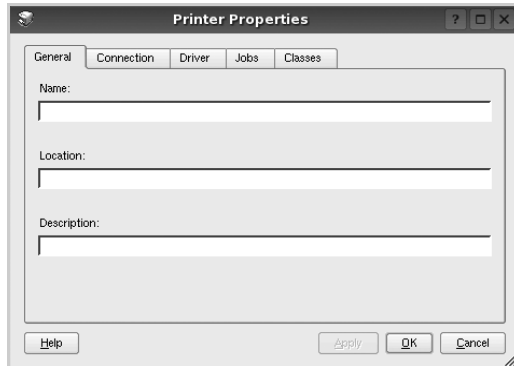 Printer Properties
?
General Connection Driver Jobs Classes
Name:
Location:
Description:
Help Apply OK Cancel